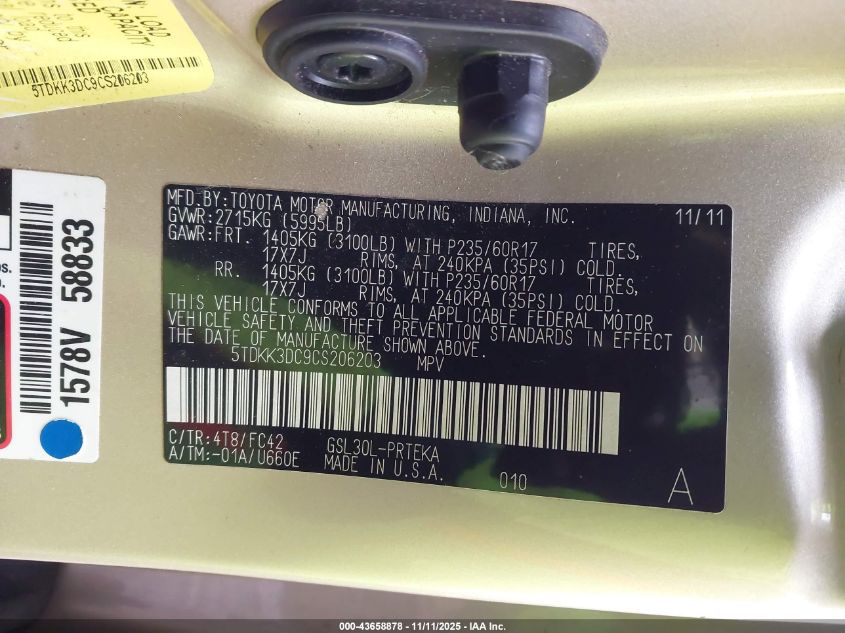 LOAD
CAPACITY
5TDKK3DC9CS206203
1578V 58833
MFD.BY:TOYOTA MOTOR MANUFACTURING, INDIANA, INC. 11/11
GVWR:2715KG (5995LB)
GAWR:FRT. 1405KG (3100LB) WITH P235/60R17 TIRES,
17X7J RIMS, AT 240KPA (35PSI) COLD.
RR. 1405KG (3100LB) WITH P235/60R17 TIRES,
17X7J RIMS, AT 240KPA (35PSI) COLD.
THIS VEHICLE CONFORMS TO ALL APPLICABLE FEDERAL MOTOR
VEHICLE SAFETY AND THEFT PREVENTION STANDARDS IN EFFECT ON
THE DATE OF MANUFACTURE SHOWN ABOVE.
5TDKK3DC9CS206203 MPV
C/TR:4T8/FC42 GSL30L-PRTEKA
A/TM:-01A/U660E MADE IN U.S.A. 010 A
000-43658878 - 11/11/2025 - IAA Inc.